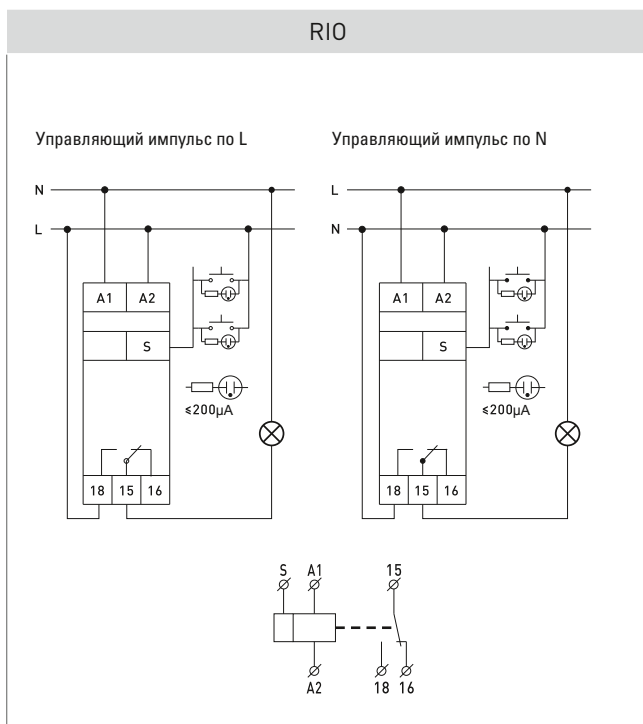 RIO
Управляющий импульс по L
Управляющий импульс по N
N
L
A1 A2
S
≤200µA
18 15 16
L
N
A1 A2
S
≤200µA
18 15 16
S A1 15
A2 18 16